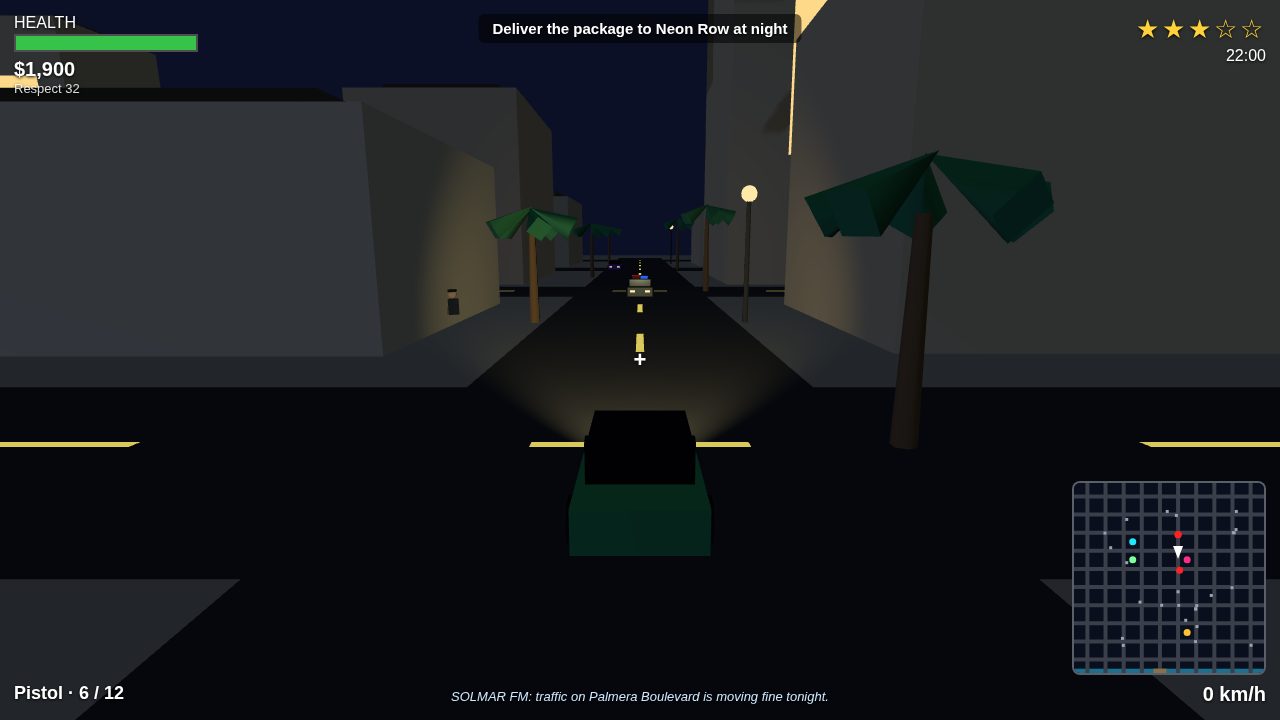 HEALTH
Deliver the package to Neon Row at night
★★★☆☆
22:00
$1,900
Respect 32
Pistol · 6 / 12
SOLMAR FM: traffic on Palmera Boulevard is moving fine tonight.
0 km/h